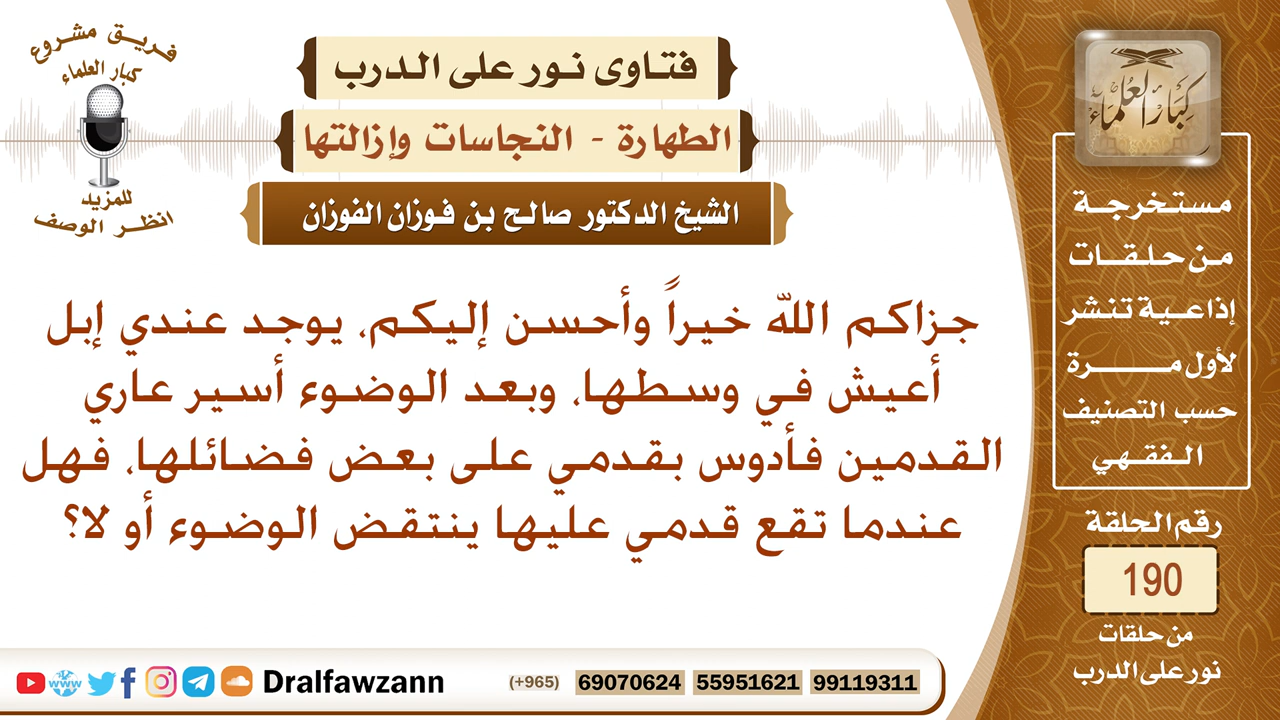 فريق مشروع
كبار العلماء
للمزيد
انظر الوصف
فتاوى نور على الدرب
الطهارة - النجاسات وإزالتها
الشيخ الدكتور صالح بن فوزان الفوزان
جزاكم الله خيراً وأحسن إليكم، يوجد عندي إبل
أعيش في وسطها، وبعد الوضوء أسير عاري
القدمين فأدوس بقدمي على بعض فضائلها، فهل
عندما تقع قدمي عليها ينتقض الوضوء أو لا؟
كبار العلماء
مستخرجة
من حلقات
إذاعية تنشر
لأول مرة
حسب التصنيف
الفقهي
رقم الحلقة
190
من حلقات
نور على الدرب
www
Dralfawzann (+965) 69070624 55951621 99119311